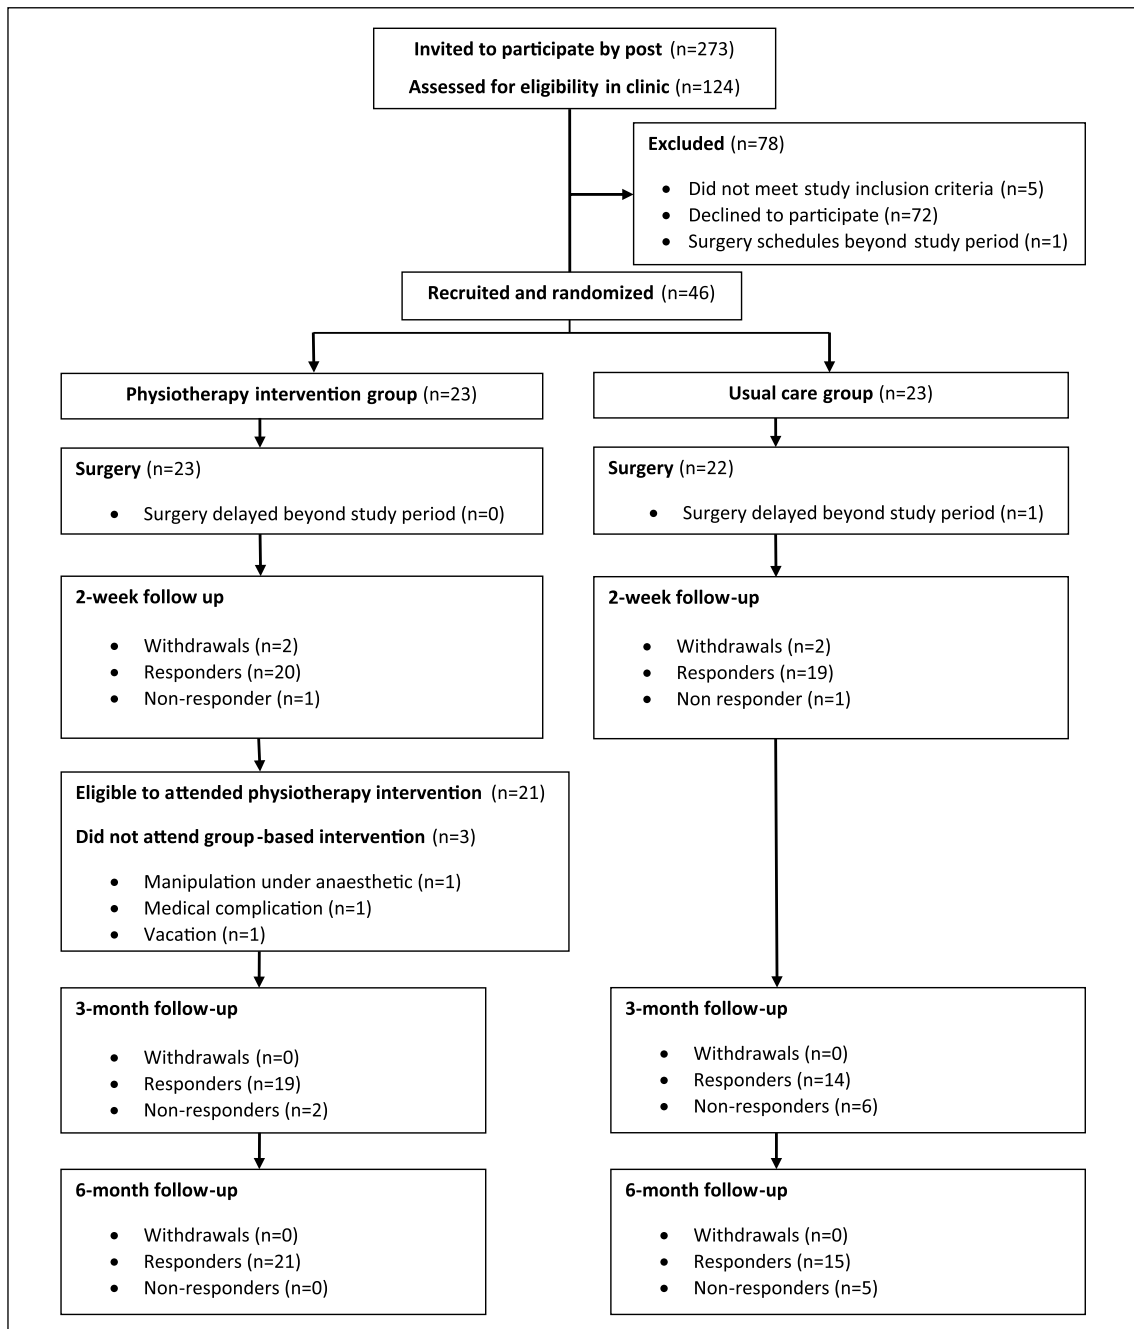 Invited to participate by post (n=273)
Assessed for eligibility in clinic (n=124)
Excluded (n=78)
• Did not meet study inclusion criteria (n=5)
• Declined to participate (n=72)
• Surgery schedules beyond study period (n=1)
Recruited and randomized (n=46)
Physiotherapy intervention group (n=23)
Usual care group (n=23)
Surgery (n=23)
• Surgery delayed beyond study period (n=0)
Surgery (n=22)
• Surgery delayed beyond study period (n=1)
2-week follow up
• Withdrawals (n=2)
• Responders (n=20)
• Non-responder (n=1)
2-week follow-up
• Withdrawals (n=2)
• Responders (n=19)
• Non responder (n=1)
Eligible to attended physiotherapy intervention (n=21)
Did not attend group-based intervention (n=3)
• Manipulation under anaesthetic (n=1)
• Medical complication (n=1)
• Vacation (n=1)
3-month follow-up
• Withdrawals (n=0)
• Responders (n=19)
• Non-responders (n=2)
3-month follow-up
• Withdrawals (n=0)
• Responders (n=14)
• Non-responders (n=6)
6-month follow-up
• Withdrawals (n=0)
• Responders (n=21)
• Non-responders (n=0)
6-month follow-up
• Withdrawals (n=0)
• Responders (n=15)
• Non-responders (n=5)